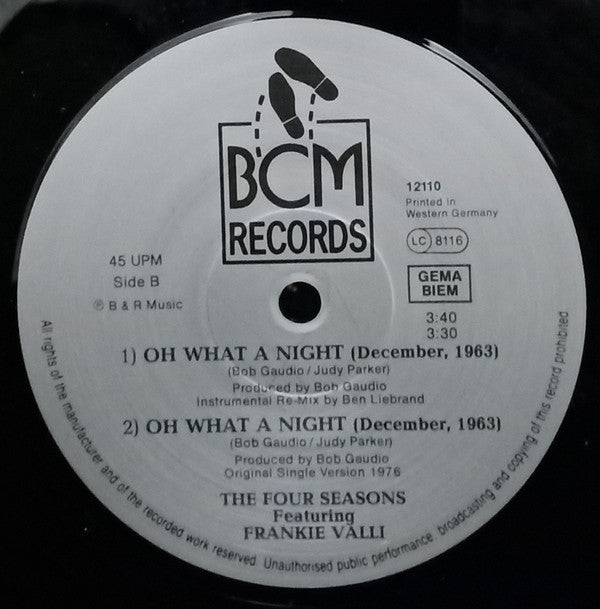 BCM
RECORDS
12110
Printed in
Western Germany
LC 8116
GEMA
BIEM
45 UPM
Side B
℗ B & R Music
3:40
3:30
1) OH WHAT A NIGHT (December, 1963)
(Bob Gaudio / Judy Parker)
Produced by Bob Gaudio
Instrumental Re-Mix by Ben Liebrand
2) OH WHAT A NIGHT (December, 1963)
(Bob Gaudio / Judy Parker)
Produced by Bob Gaudio
Original Single Version 1976
THE FOUR SEASONS
Featuring
FRANKIE VALLI
All rights of the manufacturer and of the recorded work reserved. Unauthorised public performance broadcasting and copying of this record prohibited